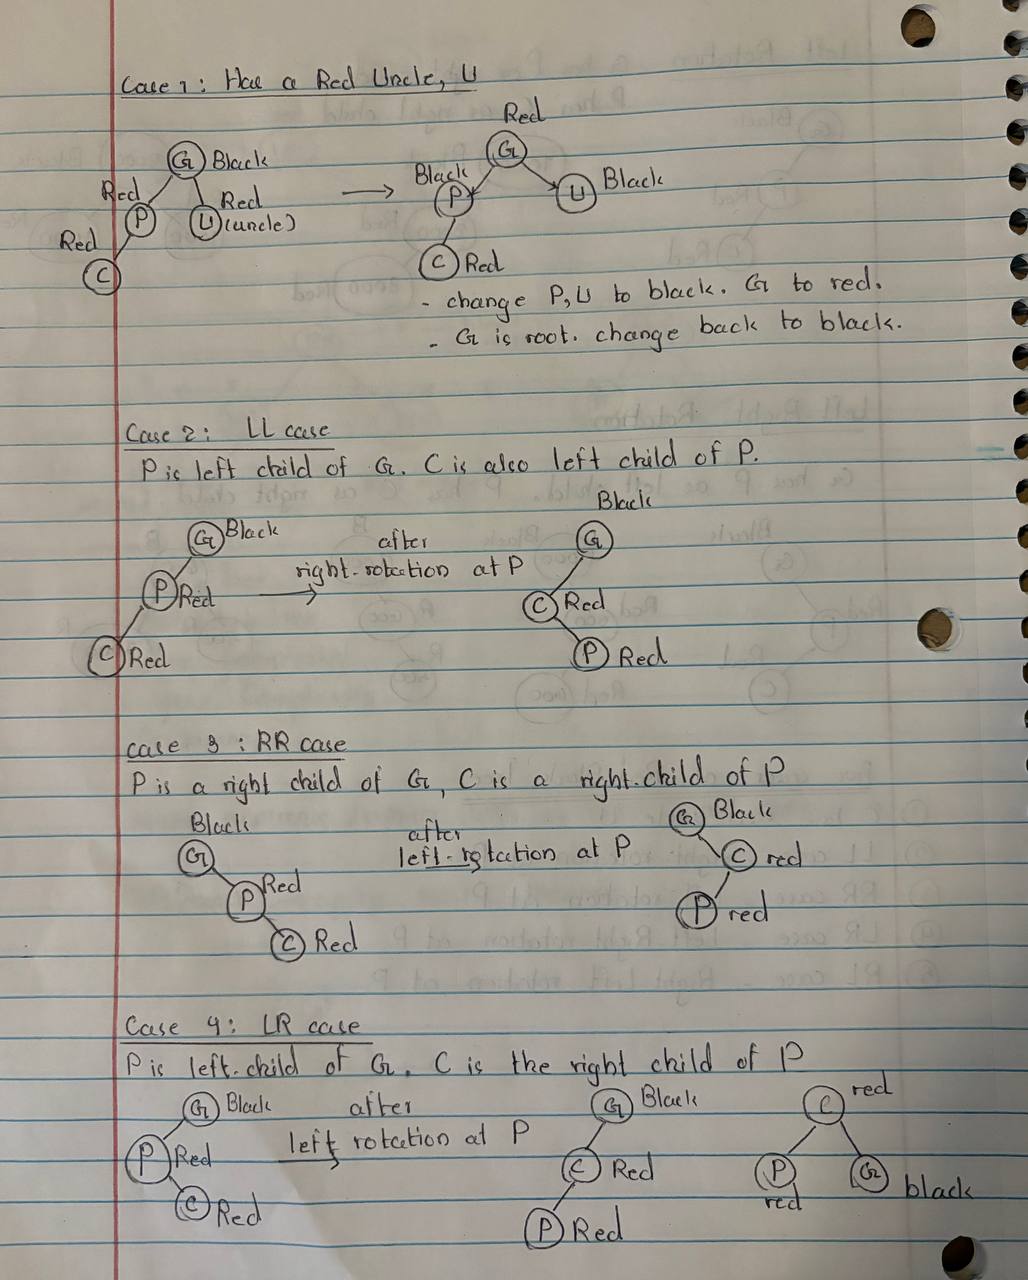 Case 1: Has a Red Uncle, U
Red
G Black
G
Red
Black
P
Red
P
U (uncle)
U Black
Red
C
C Red
- change P, U to black. G to red.
- G is root. change back to black.
Case 2: LL case
P is left child of G. C is also left child of P.
Black
G Black
after
G
P Red
right-rotation at P
C Red
C Red
P Red
case 3 : RR case
P is a right child of G, C is a right child of P
Black
G Black
G
after
left-rotation at P
C red
P Red
P red
C Red
Case 4: LR case
P is left child of G. C is the right child of P
G Black
after
G Black
C red
P Red
left rotation at P
C Red
P
red
G black
C Red
P Red